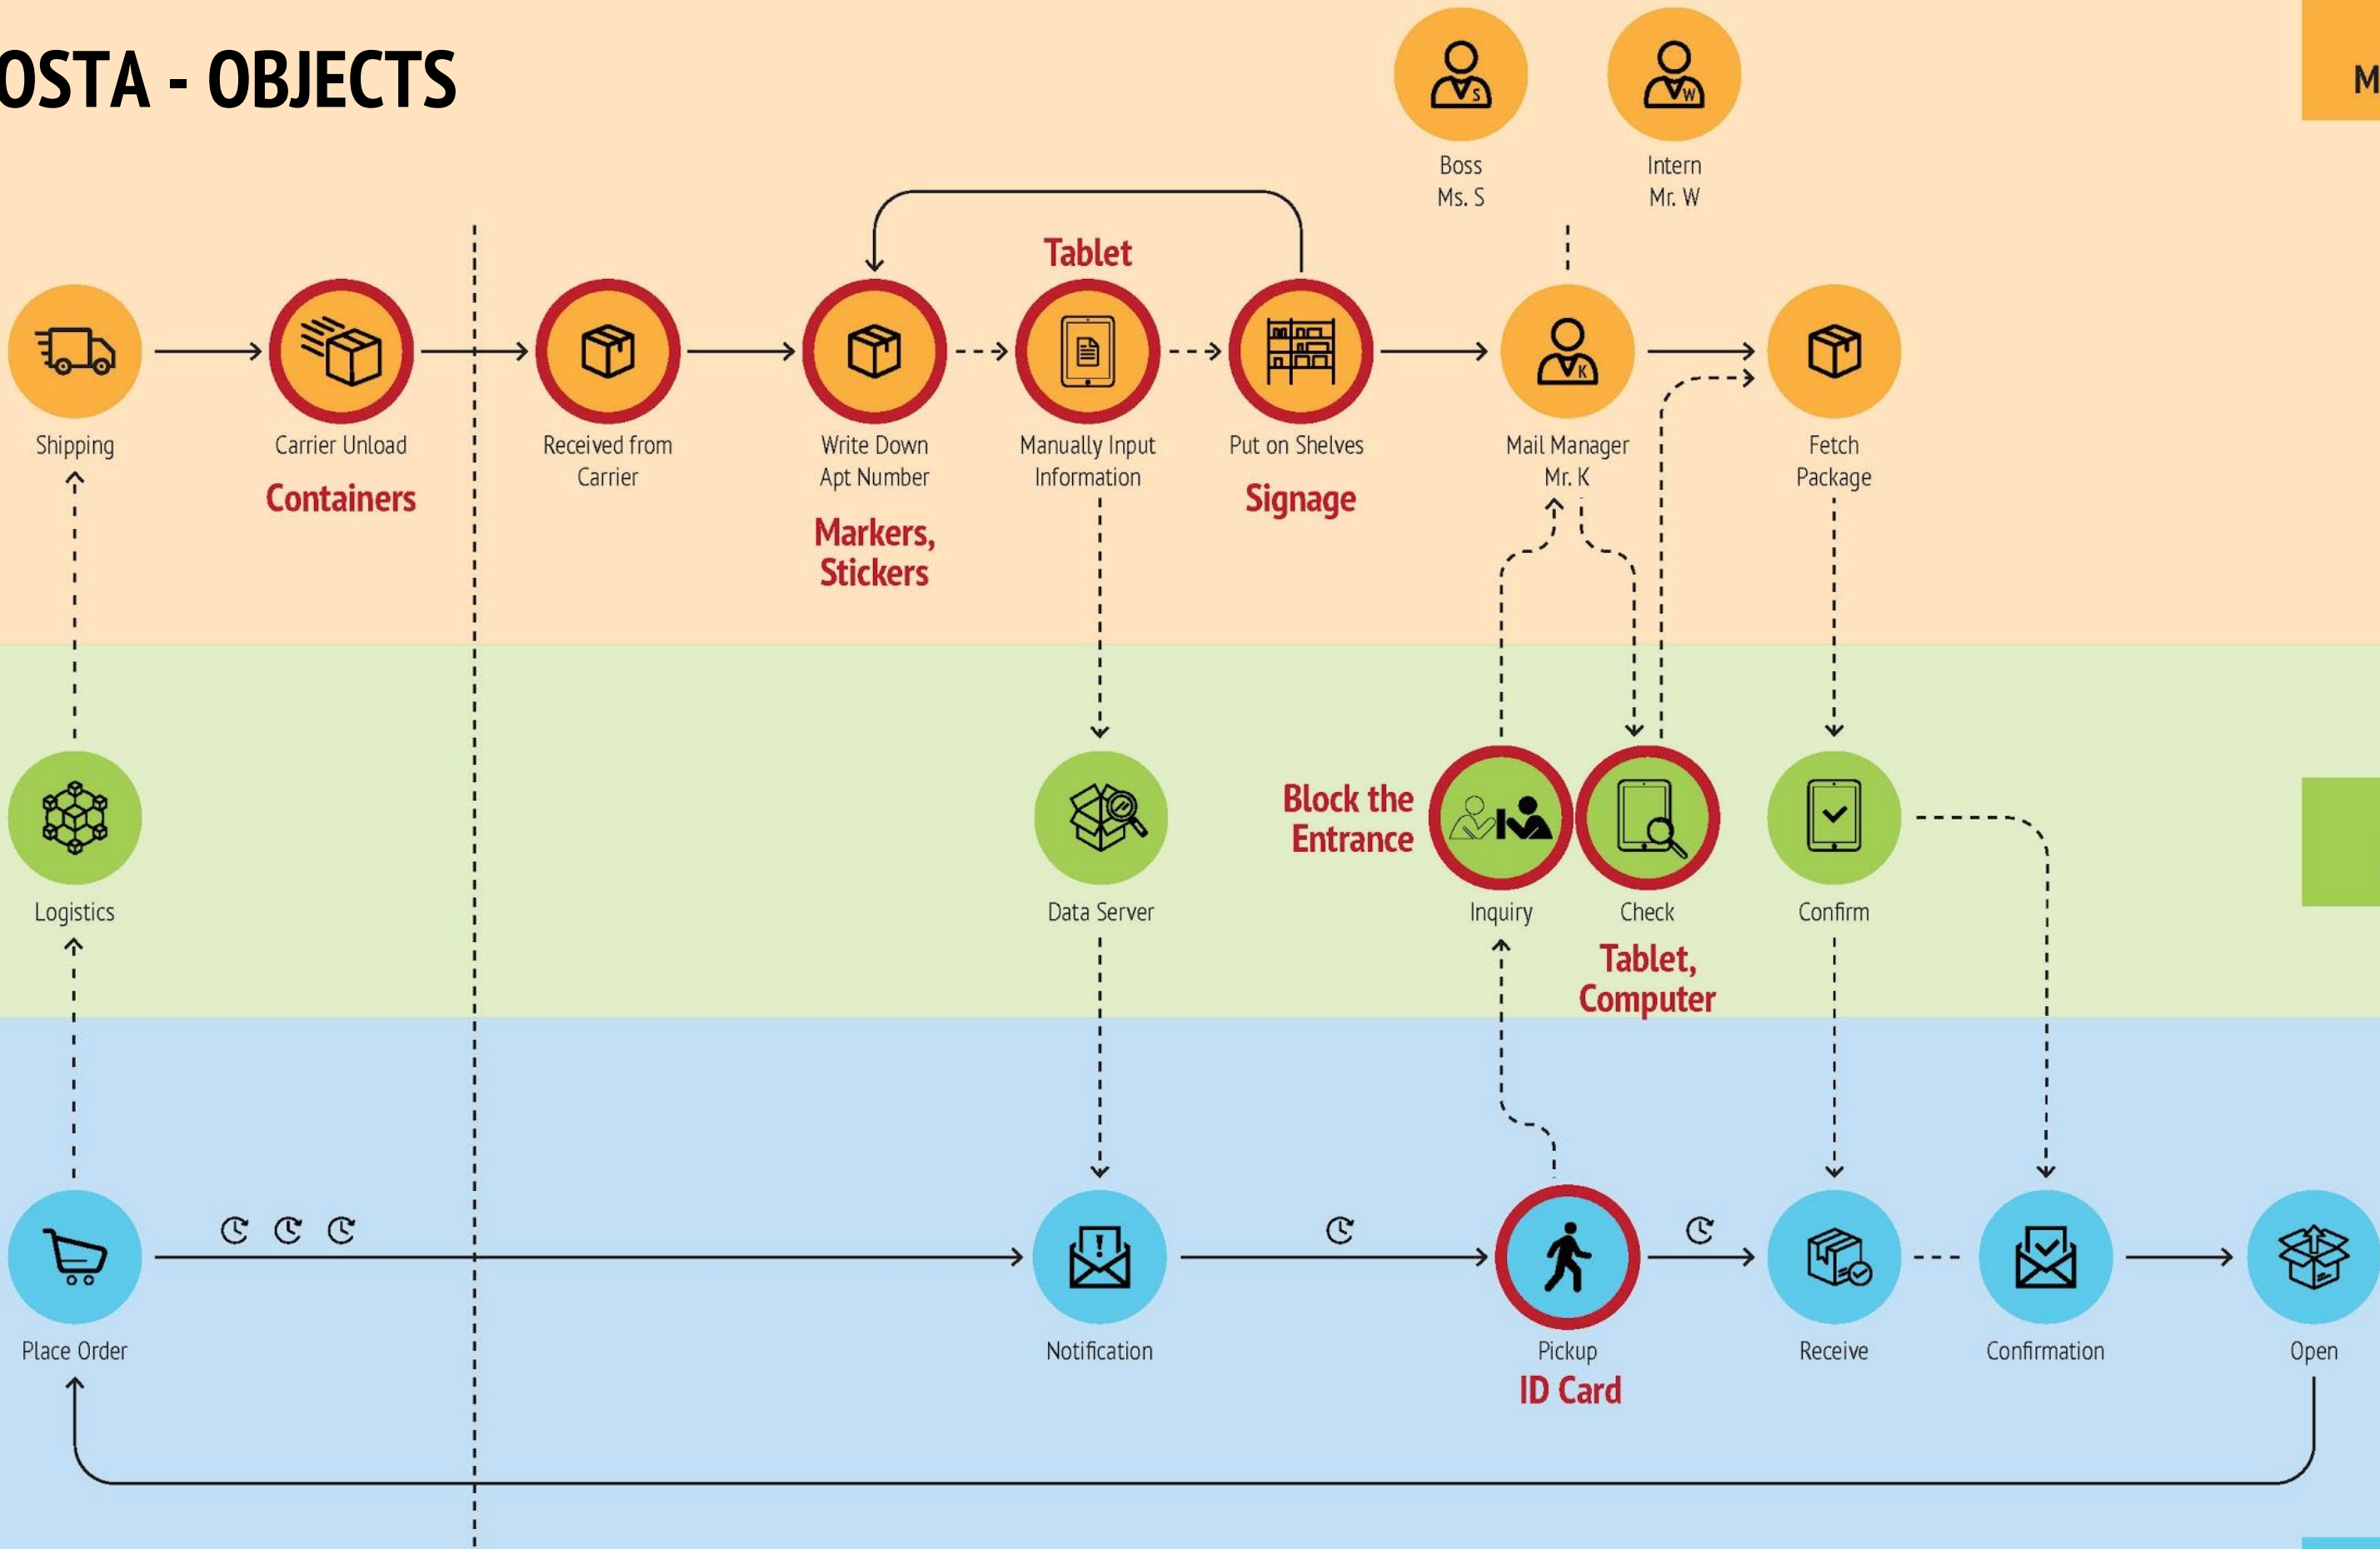 OSTA - OBJECTS
M
S
W
Boss
Ms. S
Intern
Mr. W
Tablet
K
Shipping
Carrier Unload
Received from
Carrier
Write Down
Apt Number
Manually Input
Information
Put on Shelves
Mail Manager
Mr. K
Fetch
Package
Containers
Markers,
Stickers
Signage
Block the
Entrance
Logistics
Data Server
Inquiry
Check
Confirm
Tablet,
Computer
Place Order
Notification
Pickup
Receive
Confirmation
Open
ID Card